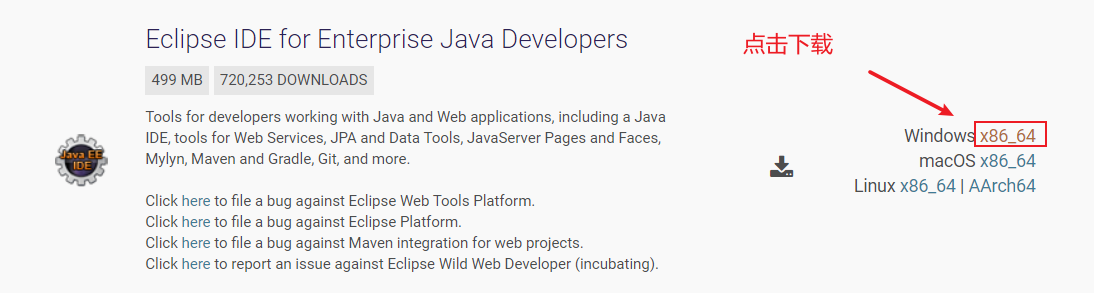 Eclipse IDE for Enterprise Java Developers
点击下载
499 MB 720,253 DOWNLOADS
Tools for developers working with Java and Web applications, including a Java
IDE, tools for Web Services, JPA and Data Tools, JavaServer Pages and Faces,
Mylyn, Maven and Gradle, Git, and more.
Java EE
IDE
Click here to file a bug against Eclipse Web Tools Platform.
Click here to file a bug against Eclipse Platform.
Click here to file a bug against Maven integration for web projects.
Click here to report an issue against Eclipse Wild Web Developer (incubating).
Windows x86_64
macOS x86_64
Linux x86_64 | AArch64